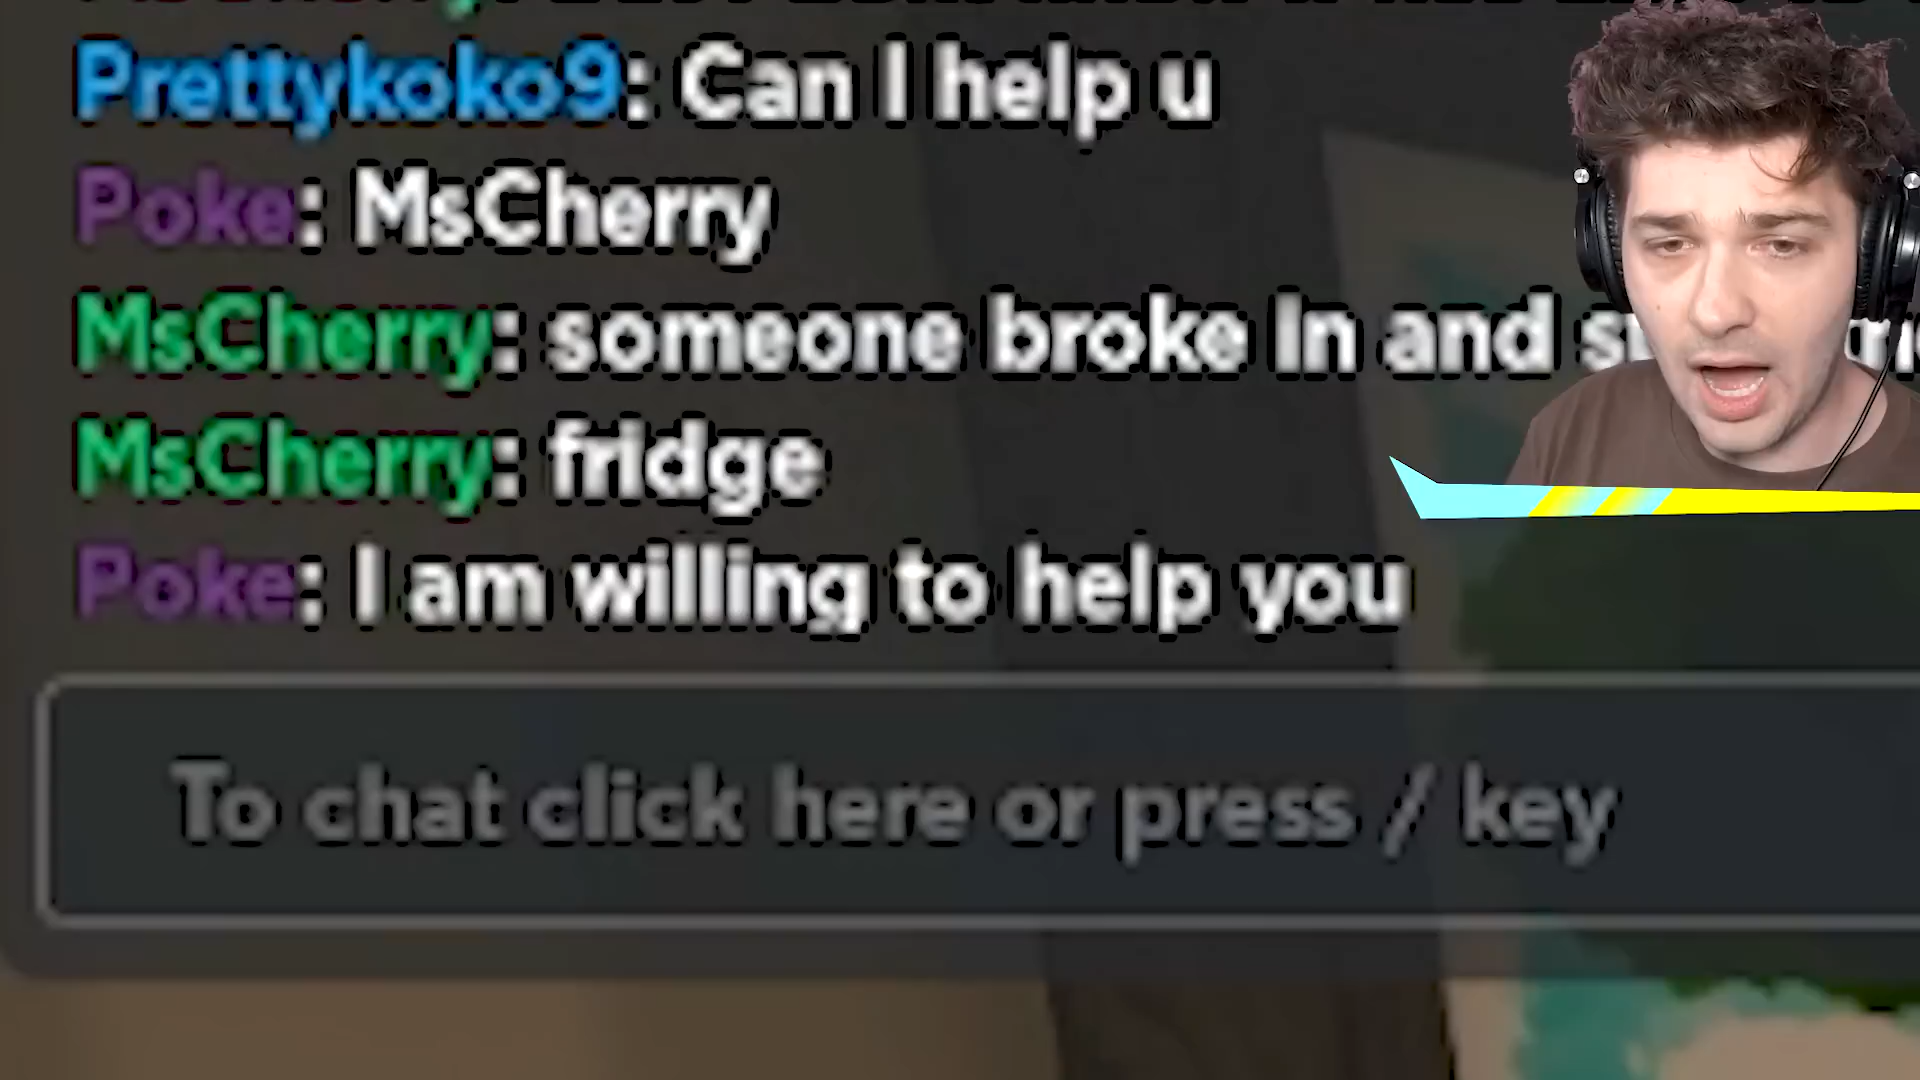 Prettykoko9: Can I help u
Poke: MsCherry
MsCherry: someone broke In and
MsCherry: fridge
Poke: I am willing to help you
To chat click here or press / key